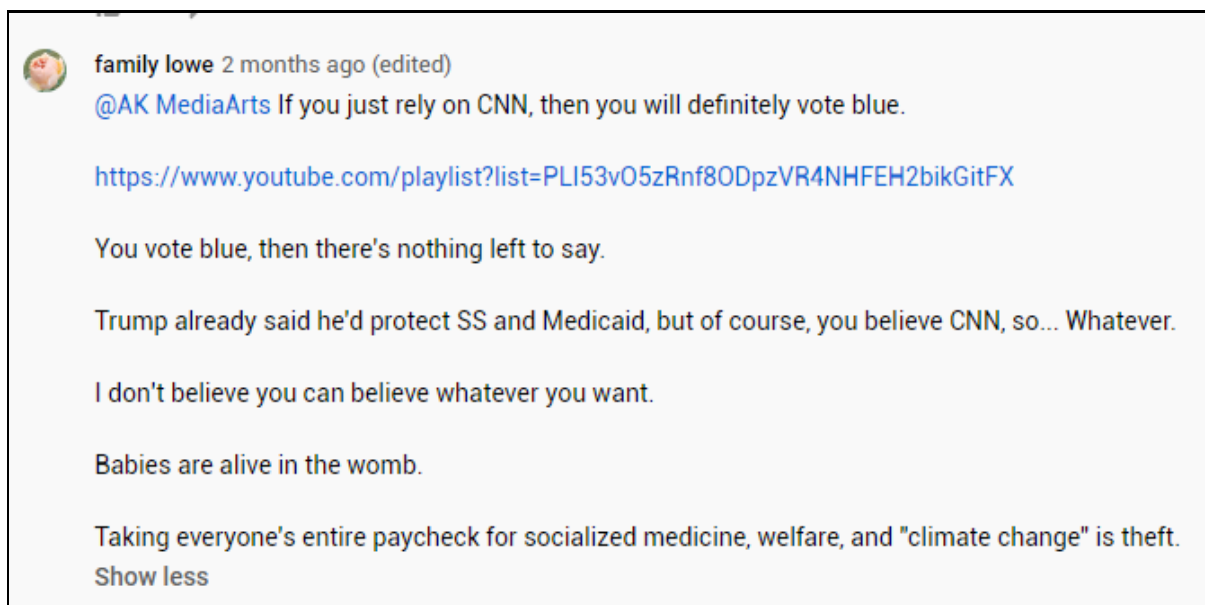 family lowe 2 months ago (edited)
@AK MediaArts If you just rely on CNN, then you will definitely vote blue.
https://www.youtube.com/playlist?list=PLI53vO5zRnf8ODpzVR4NHFEH2bikGitFX
You vote blue, then there's nothing left to say.
Trump already said he'd protect SS and Medicaid, but of course, you believe CNN, so... Whatever.
I don't believe you can believe whatever you want.
Babies are alive in the womb.
Taking everyone's entire paycheck for socialized medicine, welfare, and "climate change" is theft.
Show less